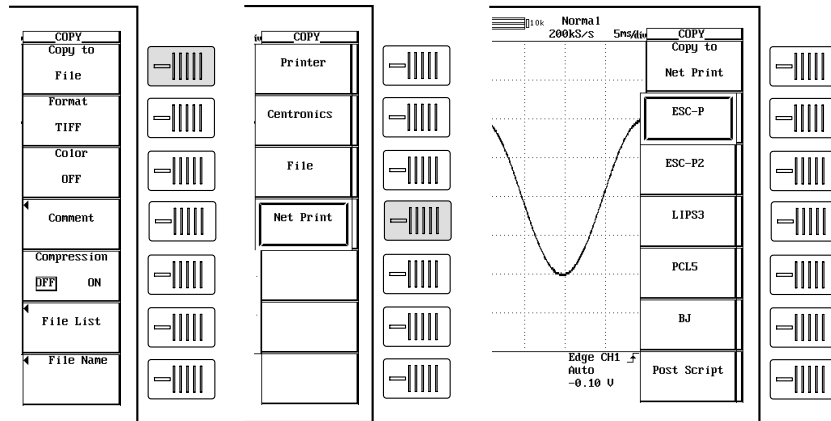 COPY
Copy to
File
Format
TIFF
Color
OFF
Comment
Compression
OFF ON
File List
File Name
COPY
Printer
Centronics
File
Net Print
10k Normal
200kS/s 5ms/div
COPY
Copy to
Net Print
ESC-P
ESC-P2
LIPS3
PCL5
BJ
Post Script
Edge CH1
Auto
-0.10 V